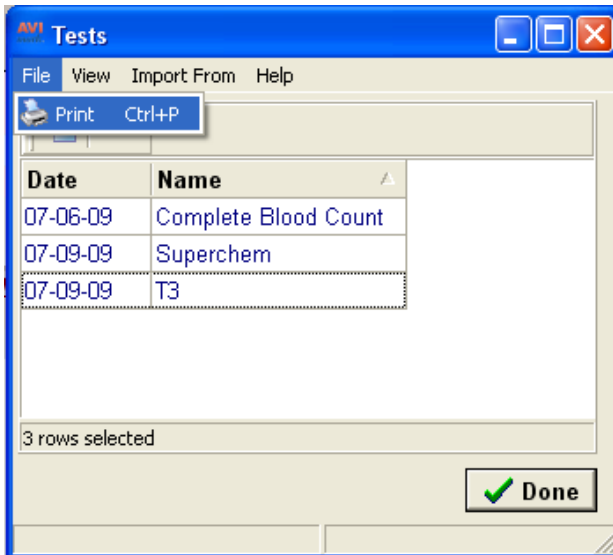 AVI Tests
File View Import From Help
Print Ctrl+P
Date Name
07-06-09 Complete Blood Count
07-09-09 Superchem
07-09-09 T3
3 rows selected
Done